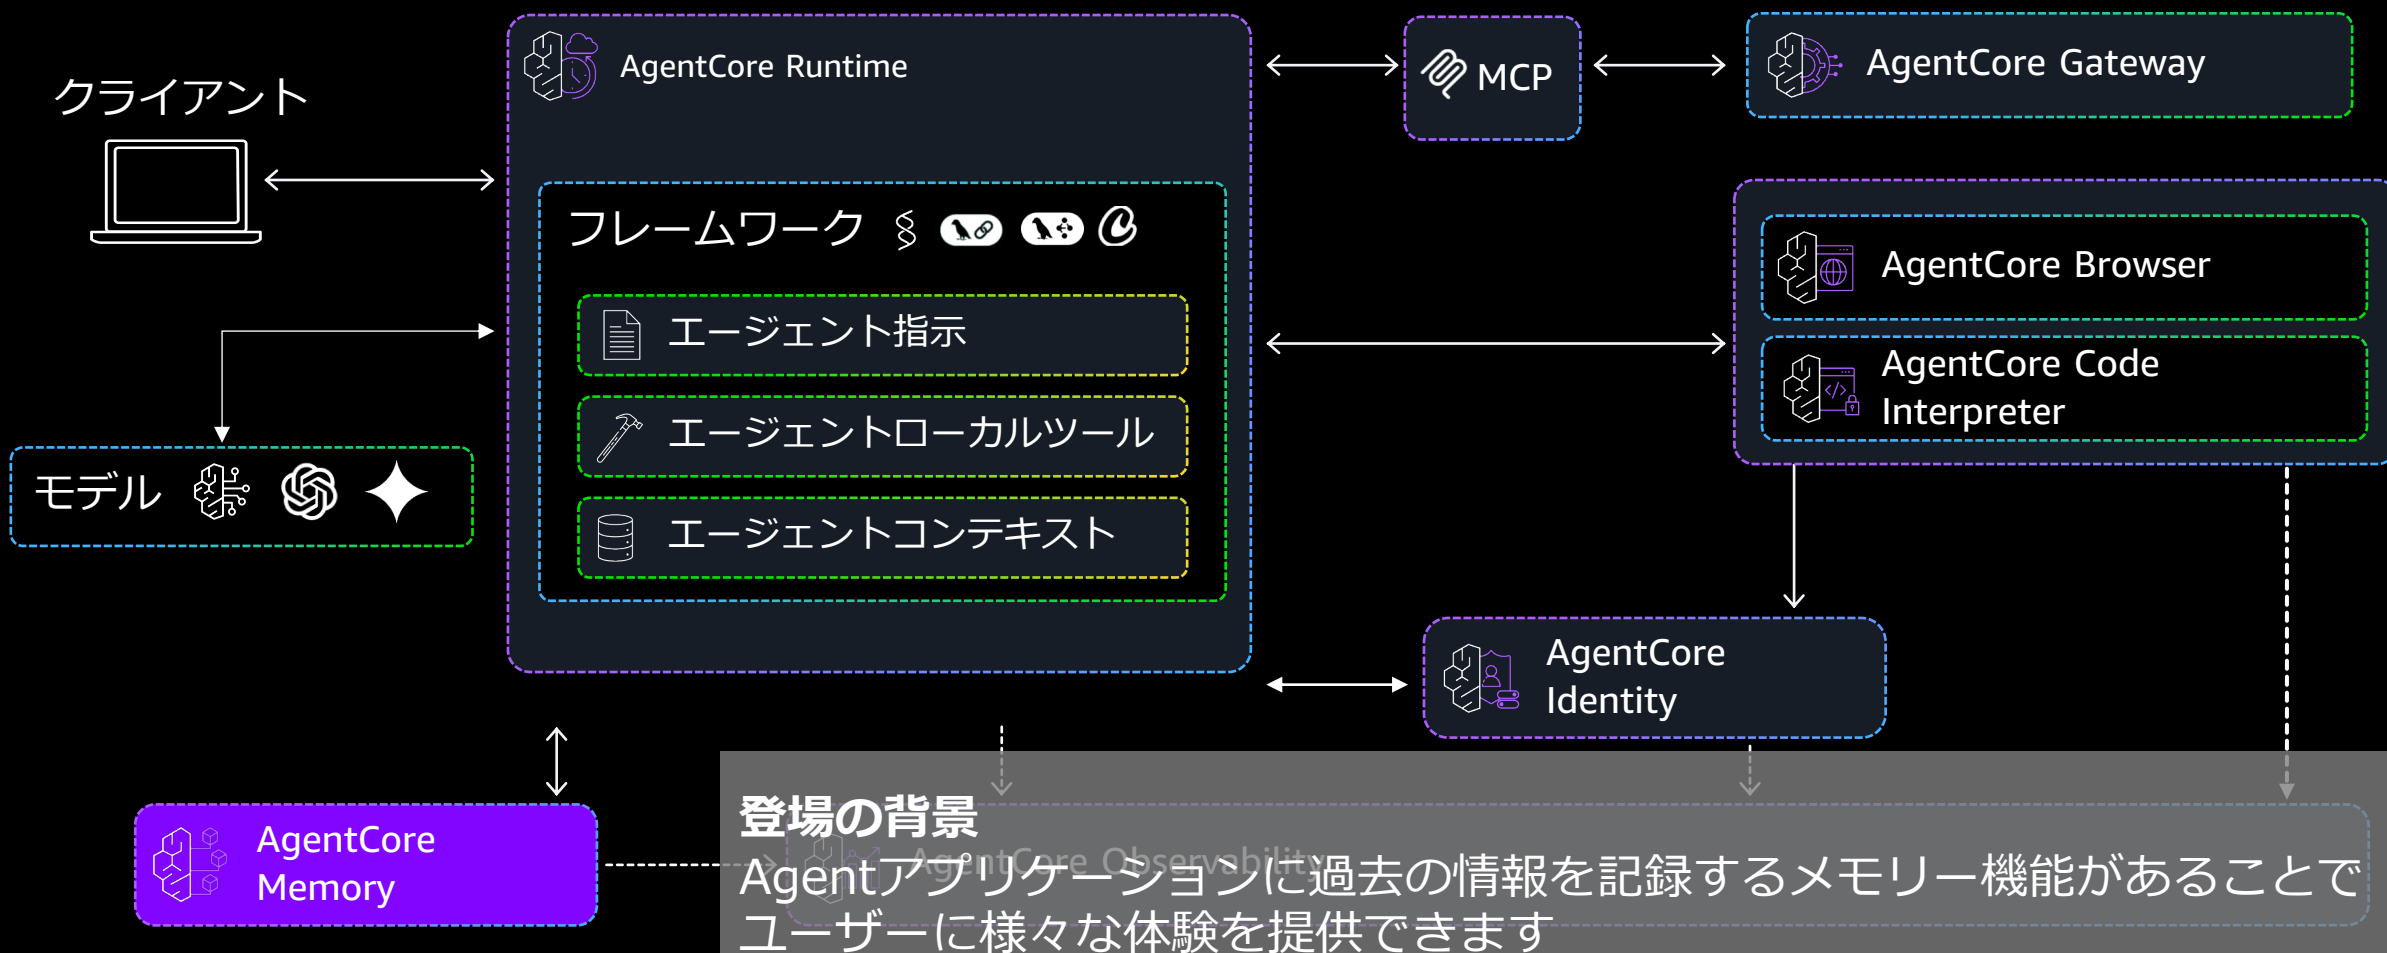 クライアント
AgentCore Runtime
MCP
AgentCore Gateway
フレームワーク
エージェント指示
エージェントローカルツール
エージェントコンテキスト
モデル
AgentCore Browser
AgentCore Code
Interpreter
AgentCore
Identity
AgentCore
Memory
AgentCore Observability
登場の背景
Agentアプリケーションに過去の情報を記録するメモリー機能があることで
ユーザーに様々な体験を提供できます